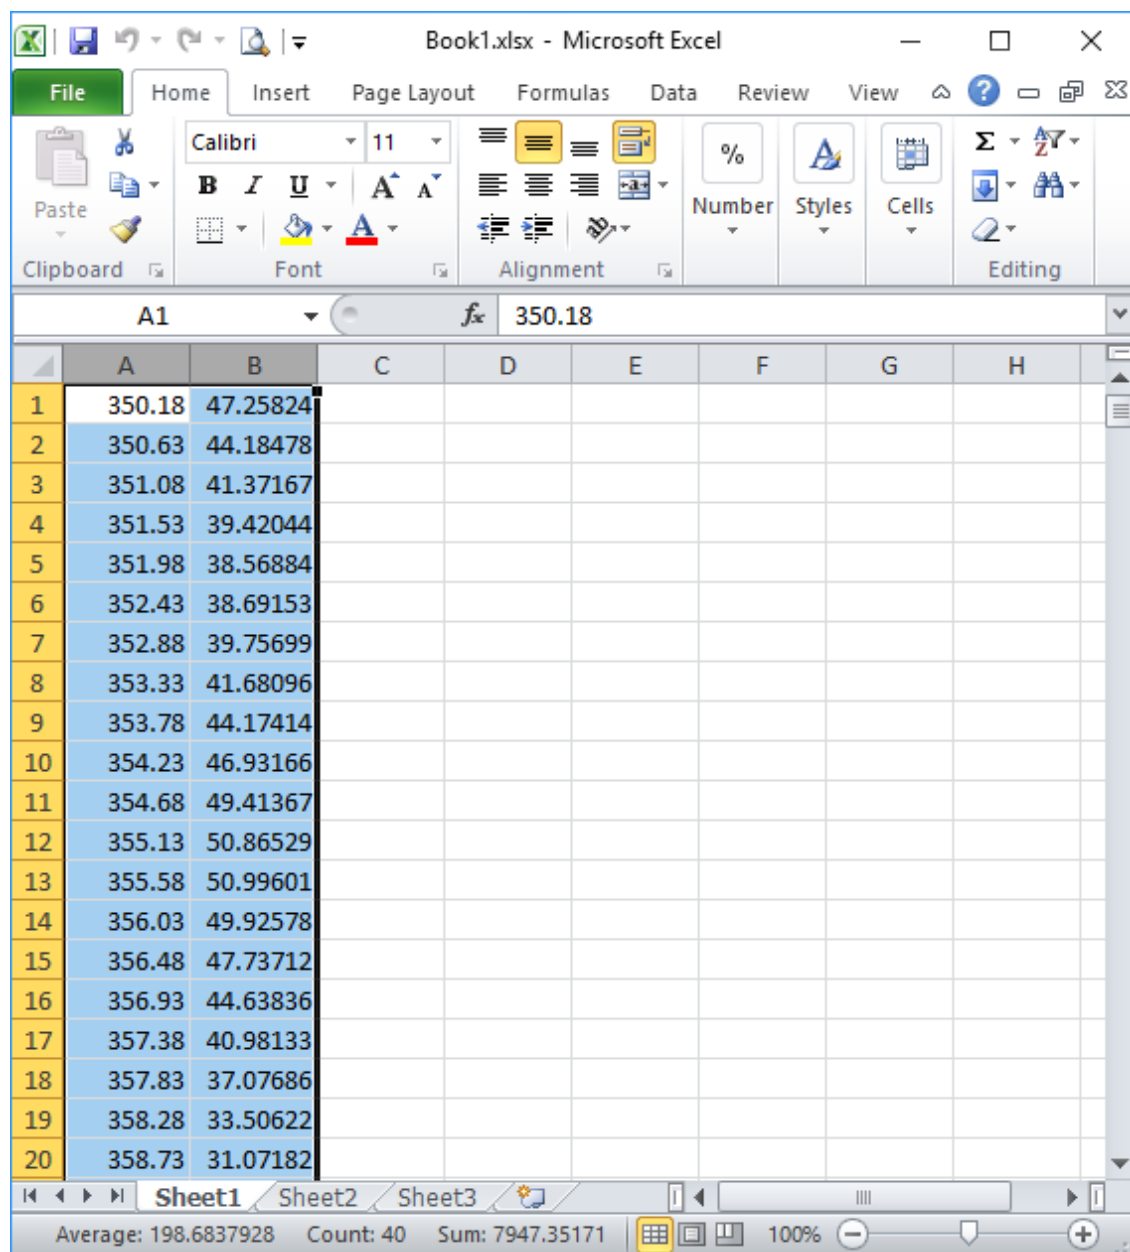 Book1.xlsx - Microsoft Excel
File Home Insert Page Layout Formulas Data Review View ?
Paste Calibri 11
B I U A A
A
% A Σ A Z
Number Styles Cells
Clipboard Font Alignment Editing
A1 fx 350.18
A B C D E F G H
1 350.18 47.25824
2 350.63 44.18478
3 351.08 41.37167
4 351.53 39.42044
5 351.98 38.56884
6 352.43 38.69153
7 352.88 39.75699
8 353.33 41.68096
9 353.78 44.17414
10 354.23 46.93166
11 354.68 49.41367
12 355.13 50.86529
13 355.58 50.99601
14 356.03 49.92578
15 356.48 47.73712
16 356.93 44.63836
17 357.38 40.98133
18 357.83 37.07686
19 358.28 33.50622
20 358.73 31.07182
Sheet1 Sheet2 Sheet3
Average: 198.6837928 Count: 40 Sum: 7947.35171 100%